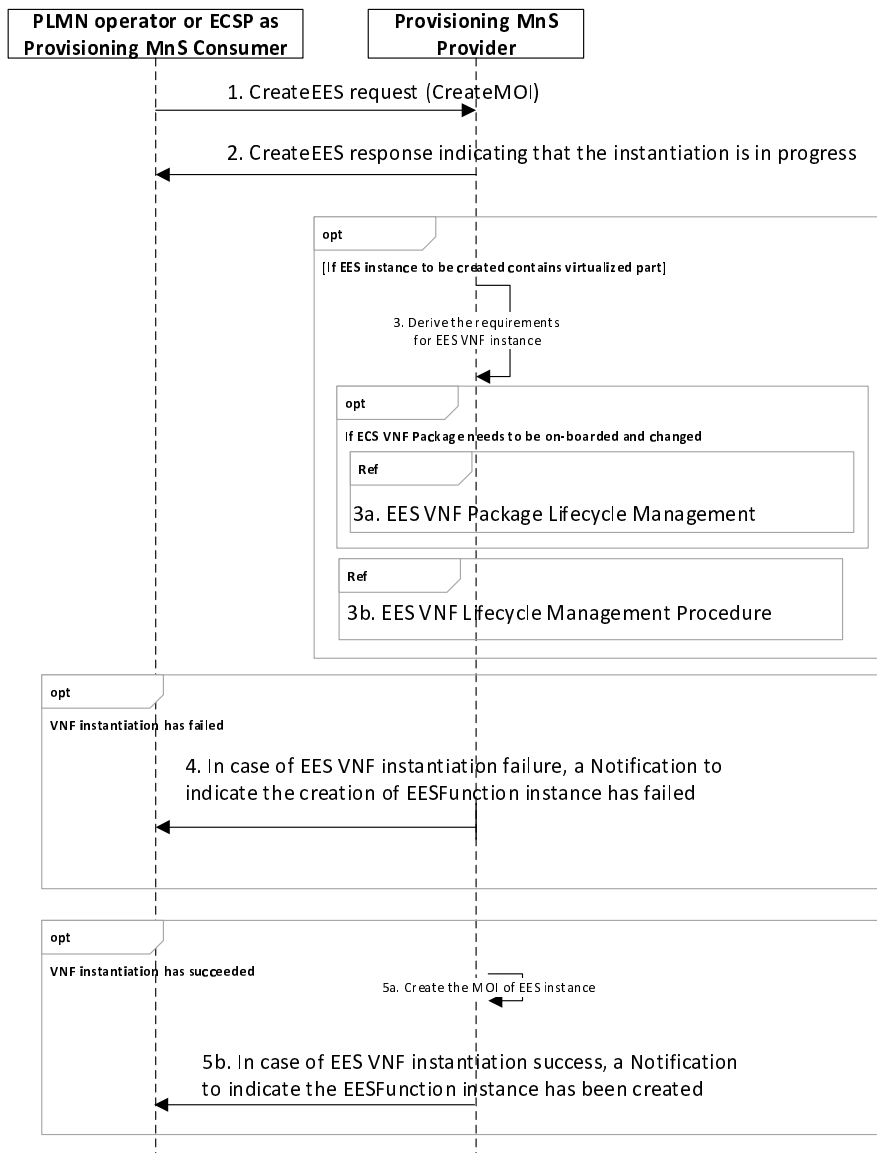 PLMN operator or ECSP as
Provisioning MnS Consumer
Provisioning MnS
Provider
1. CreateEES request (CreateMOI)
2. CreateEES response indicating that the instantiation is in progress
opt
[If EES instance to be created contains virtualized part]
3. Derive the requirements
for EES VNF instance
opt
If ECS VNF Package needs to be on-boarded and changed
Ref
3a. EES VNF Package Lifecycle Management
Ref
3b. EES VNF Lifecycle Management Procedure
opt
VNF instantiation has failed
4. In case of EES VNF instantiation failure, a Notification to
indicate the creation of EESFunction instance has failed
opt
VNF instantiation has succeeded
5a. Create the MOI of EES instance
5b. In case of EES VNF instantiation success, a Notification
to indicate the EESFunction instance has been created